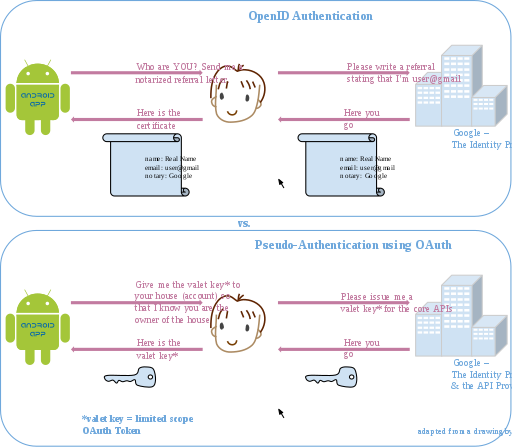 OpenID Authentication
Who are YOU? Send me
notarized referral letter
Please write a referral
stating that I'm user@gmail
ANDROID
APP
Here is the
certificate
Here you
go
Google –
The Identity
name: Real Name
email: user@gmail
notary: Google
name: Real Name
email: user@gmail
notary: Google
vs.
Pseudo-Authentication using OAuth
Give me the valet key* to
your house (account) so
that I know you are the
owner of the house
Please issue me a
valet key* for the core APIs
ANDROID
APP
Here is the
valet key*
Here you
go
Google –
The Identity
& the API
*valet key = limited scope
OAuth Token
adapted from a drawing by